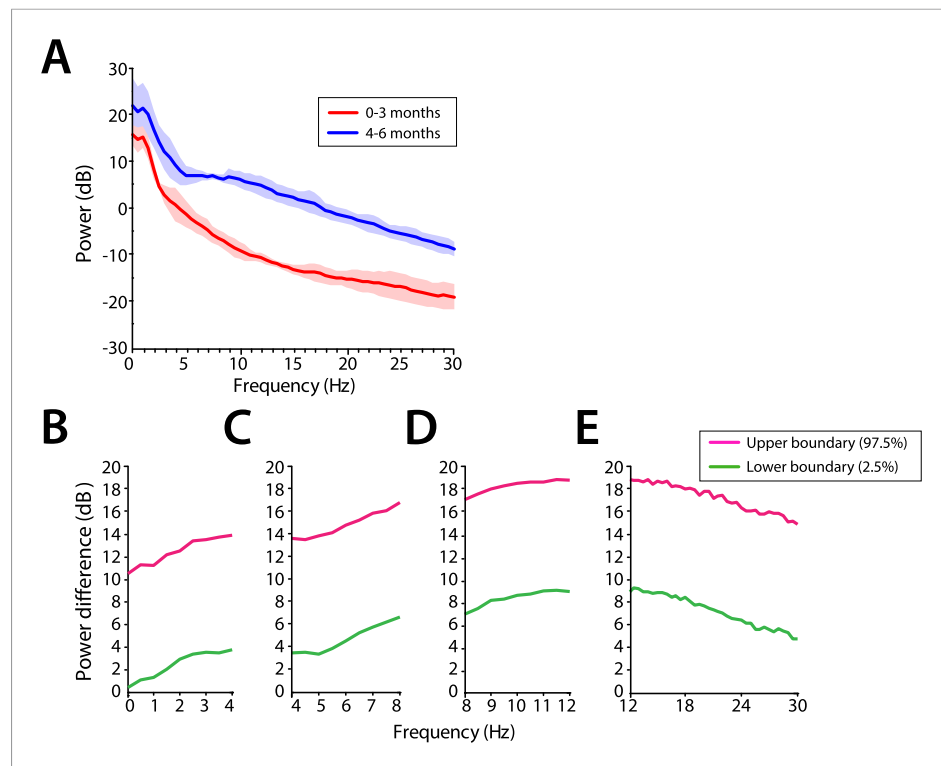 A
30
20
10
0
-10
-20
-30
Power (dB)
0-3 months
4-6 months
0 5 10 15 20 25 30
Frequency (Hz)
B C D E
Upper boundary (97.5%)
Lower boundary (2.5%)
Power difference (dB)
20 20 20 20
18 18 18 18
16 16 16 16
14 14 14 14
12 12 12 12
10 10 10 10
8 8 8 8
6 6 6 6
4 4 4 4
2 2 2 2
0 0 0 0
0 1 2 3 4 4 5 6 7 8 8 9 10 11 12 12 18 24 30
Frequency (Hz)